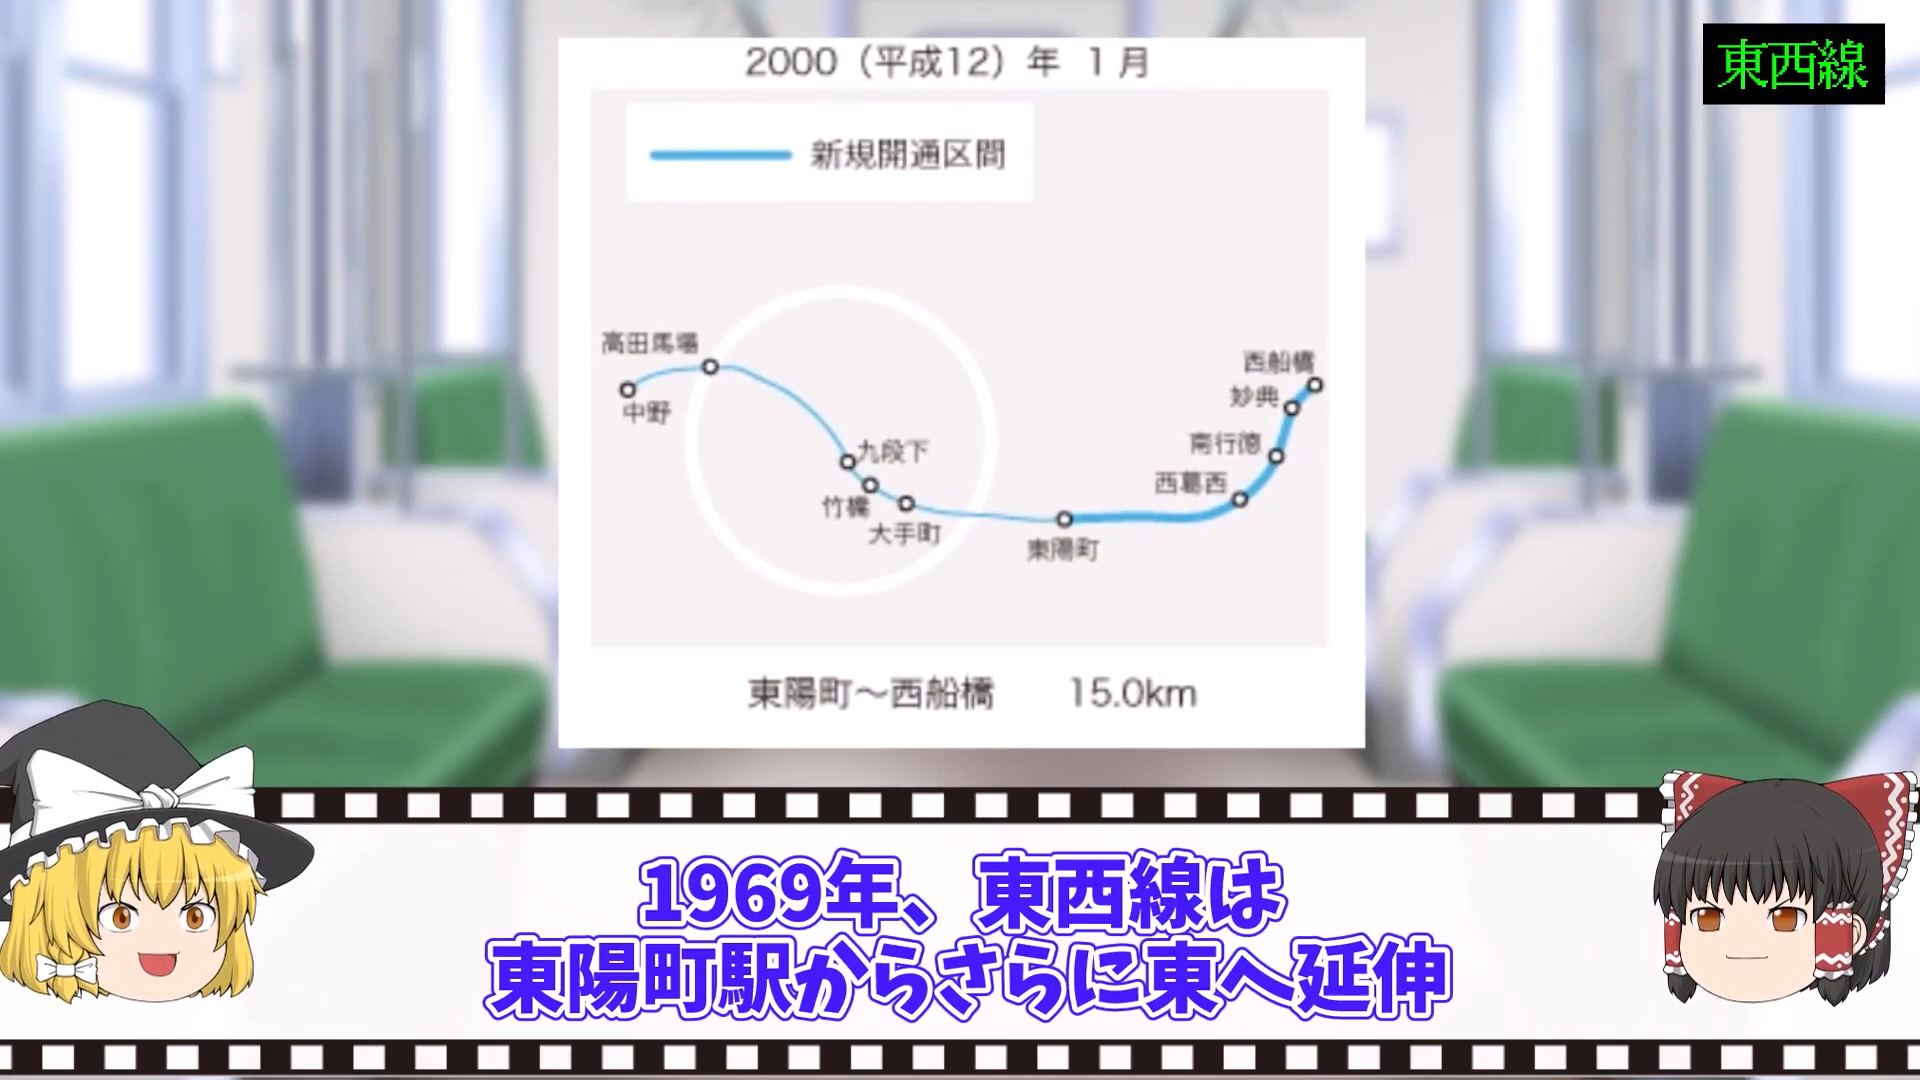 東西線
2000（平成12）年 1月
新規開通区間
高田馬場
中野
九段下
竹橋
大手町
東陽町
西船橋
妙典
南行徳
西葛西
東陽町～西船橋 15.0km
1969年、東西線は
東陽町駅からさらに東へ延伸